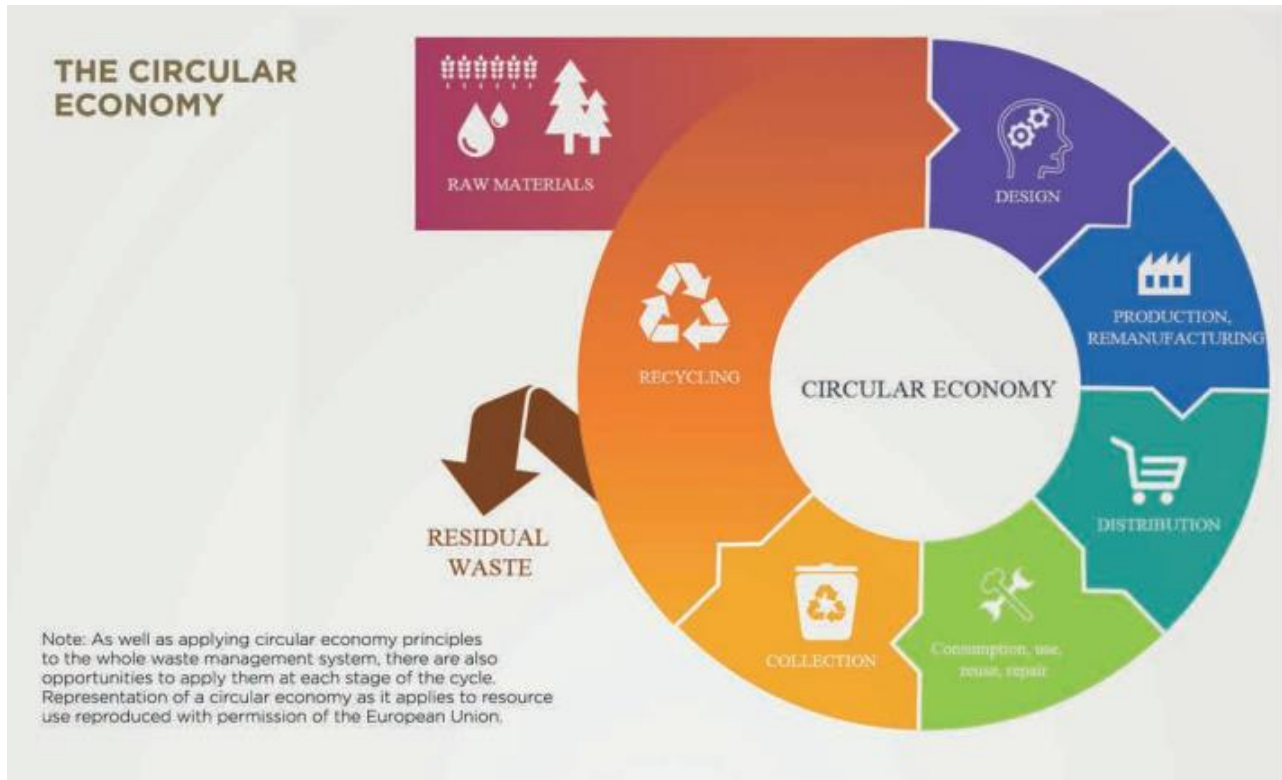 THE CIRCULAR
ECONOMY
RAW MATERIALS
DESIGN
PRODUCTION,
REMANUFACTURING
RECYCLING
CIRCULAR ECONOMY
DISTRIBUTION
RESIDUAL
WASTE
COLLECTION
Consumption, use,
reuse, repair
Note: As well as applying circular economy principles
to the whole waste management system, there are also
opportunities to apply them at each stage of the cycle.
Representation of a circular economy as it applies to resource
use reproduced with permission of the European Union.